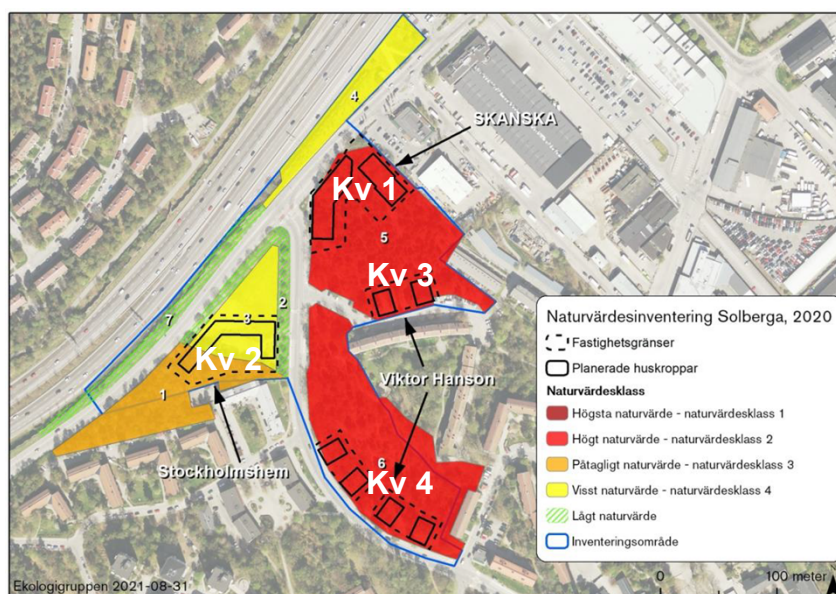 4
SKANSKA
Kv 1
5
Kv 3
2
7
3
Kv 2
1
Viktor Hanson
Stockholmshem
6
Kv 4
Naturvärdesinventering Solberga, 2020
Fastighetsgränser
Planerade huskroppar
Naturvärdesklass
Högsta naturvärde - naturvärdesklass 1
Högt naturvärde - naturvärdesklass 2
Påtagligt naturvärde - naturvärdesklass 3
Visst naturvärde - naturvärdesklass 4
Lågt naturvärde
Inventeringsområde
0 100 meter
Ekologigruppen 2021-08-31